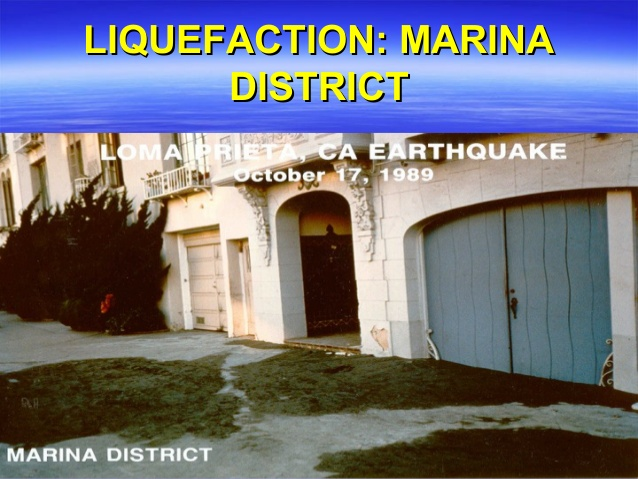 LIQUEFACTION: MARINA
DISTRICT
LOMA PRIETA, CA EARTHQUAKE
October 17, 1989
MARINA DISTRICT